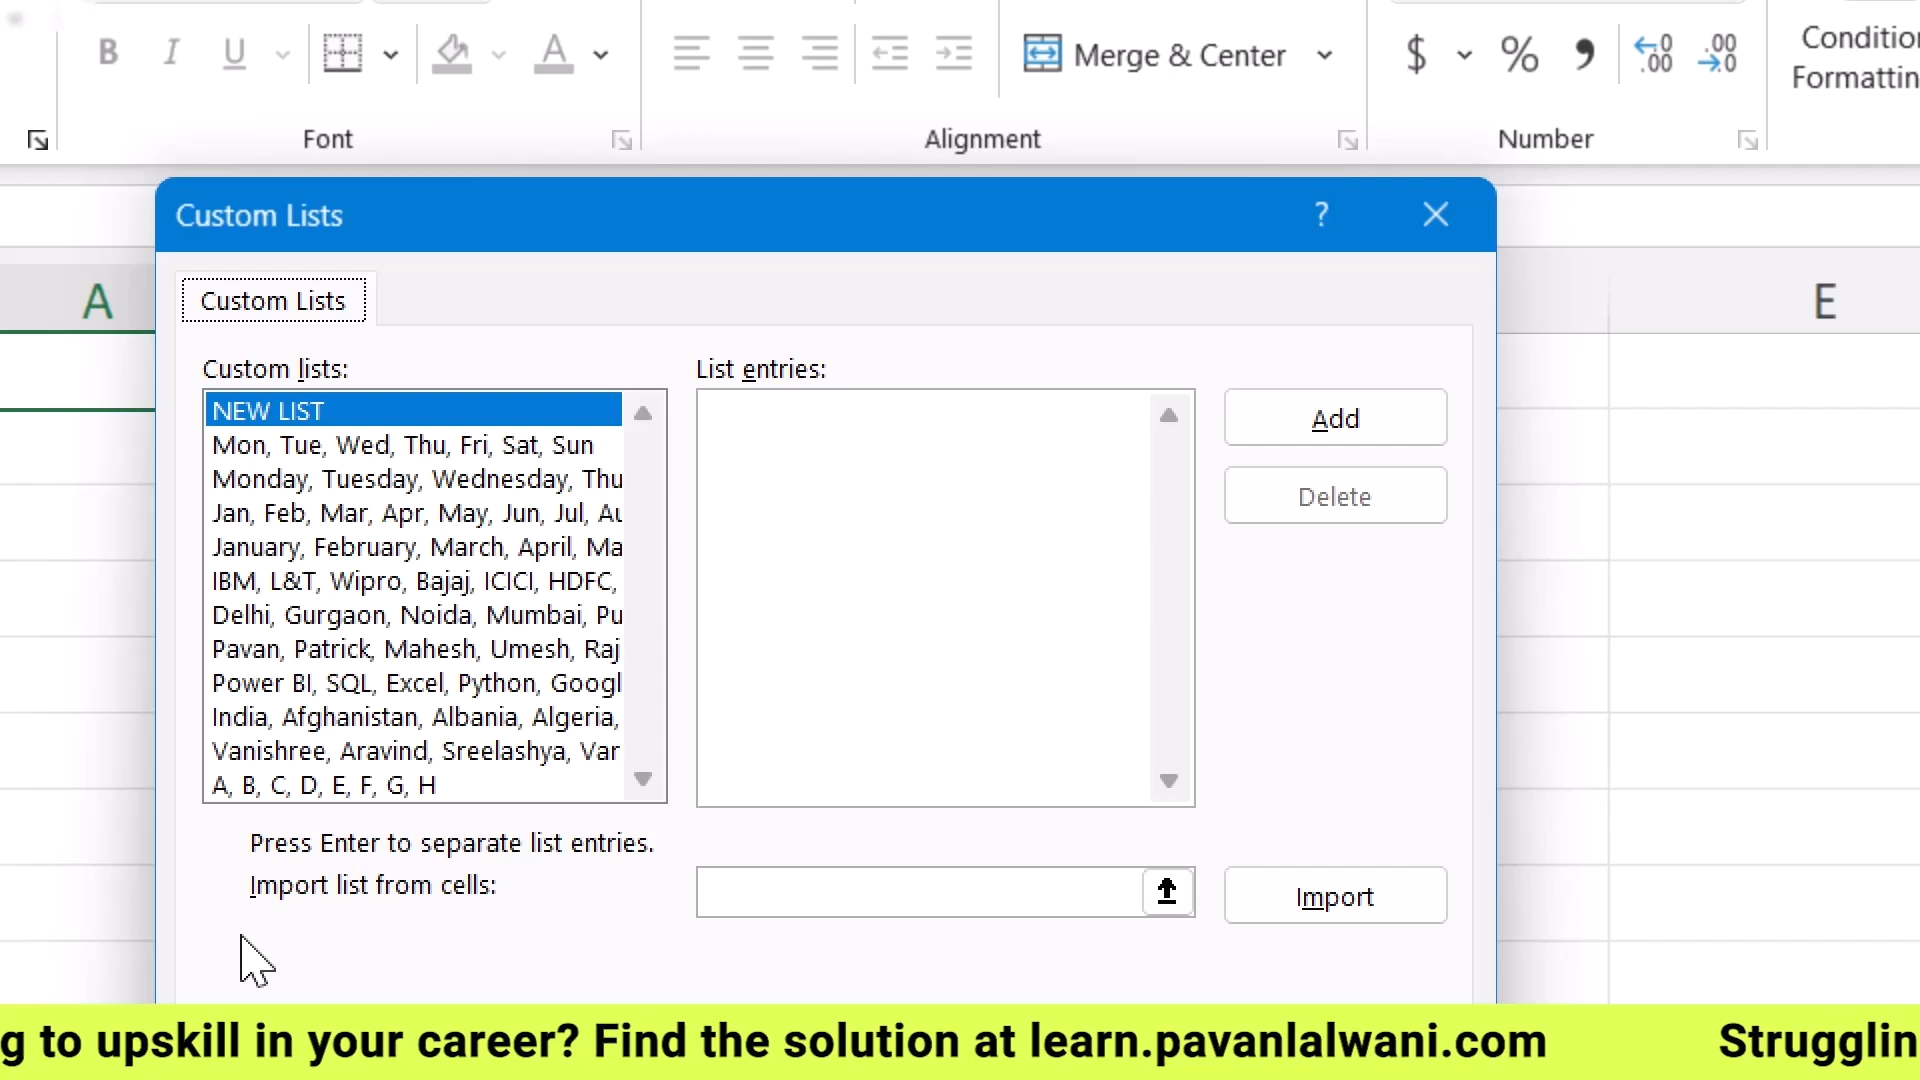 B I U A
Merge & Center
$ % , .00 .00
Condition
Formattin
Font
Alignment
Number
Custom Lists ? ×
A
E
Custom Lists
Custom lists:
List entries:
NEW LIST
Mon, Tue, Wed, Thu, Fri, Sat, Sun
Monday, Tuesday, Wednesday, Thu
Jan, Feb, Mar, Apr, May, Jun, Jul, Au
January, February, March, April, Ma
IBM, L&T, Wipro, Bajaj, ICICI, HDFC,
Delhi, Gurgaon, Noida, Mumbai, Pu
Pavan, Patrick, Mahesh, Umesh, Raj
Power BI, SQL, Excel, Python, Googl
India, Afghanistan, Albania, Algeria,
Vanishree, Aravind, Sreelashya, Var
A, B, C, D, E, F, G, H
Add
Delete
Press Enter to separate list entries.
Import list from cells:
Import
g to upskill in your career? Find the solution at learn.pavanlalwani.com
Strugglin